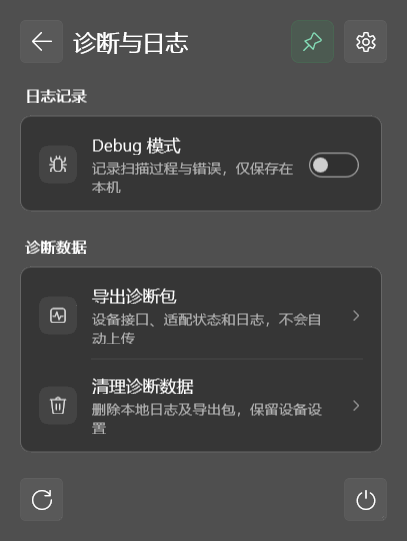 诊断与日志
日志记录
Debug 模式
记录扫描过程与错误，仅保存在
本机
诊断数据
导出诊断包
设备接口、适配状态和日志，不会自
动上传
清理诊断数据
删除本地日志及导出包，保留设备设
置